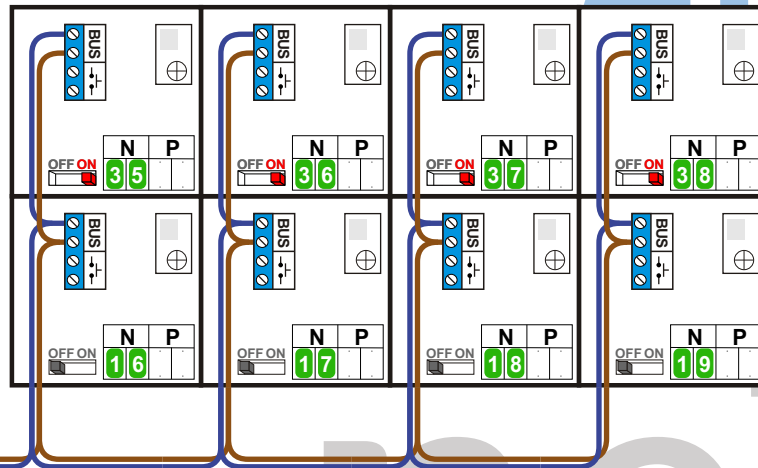 BUS BUS BUS BUS
N P N P N P N P
OFF ON OFF ON OFF ON OFF ON
35 36 37 38
BUS BUS BUS BUS
N P N P N P N P
OFF ON OFF ON OFF ON OFF ON
16 17 18 19